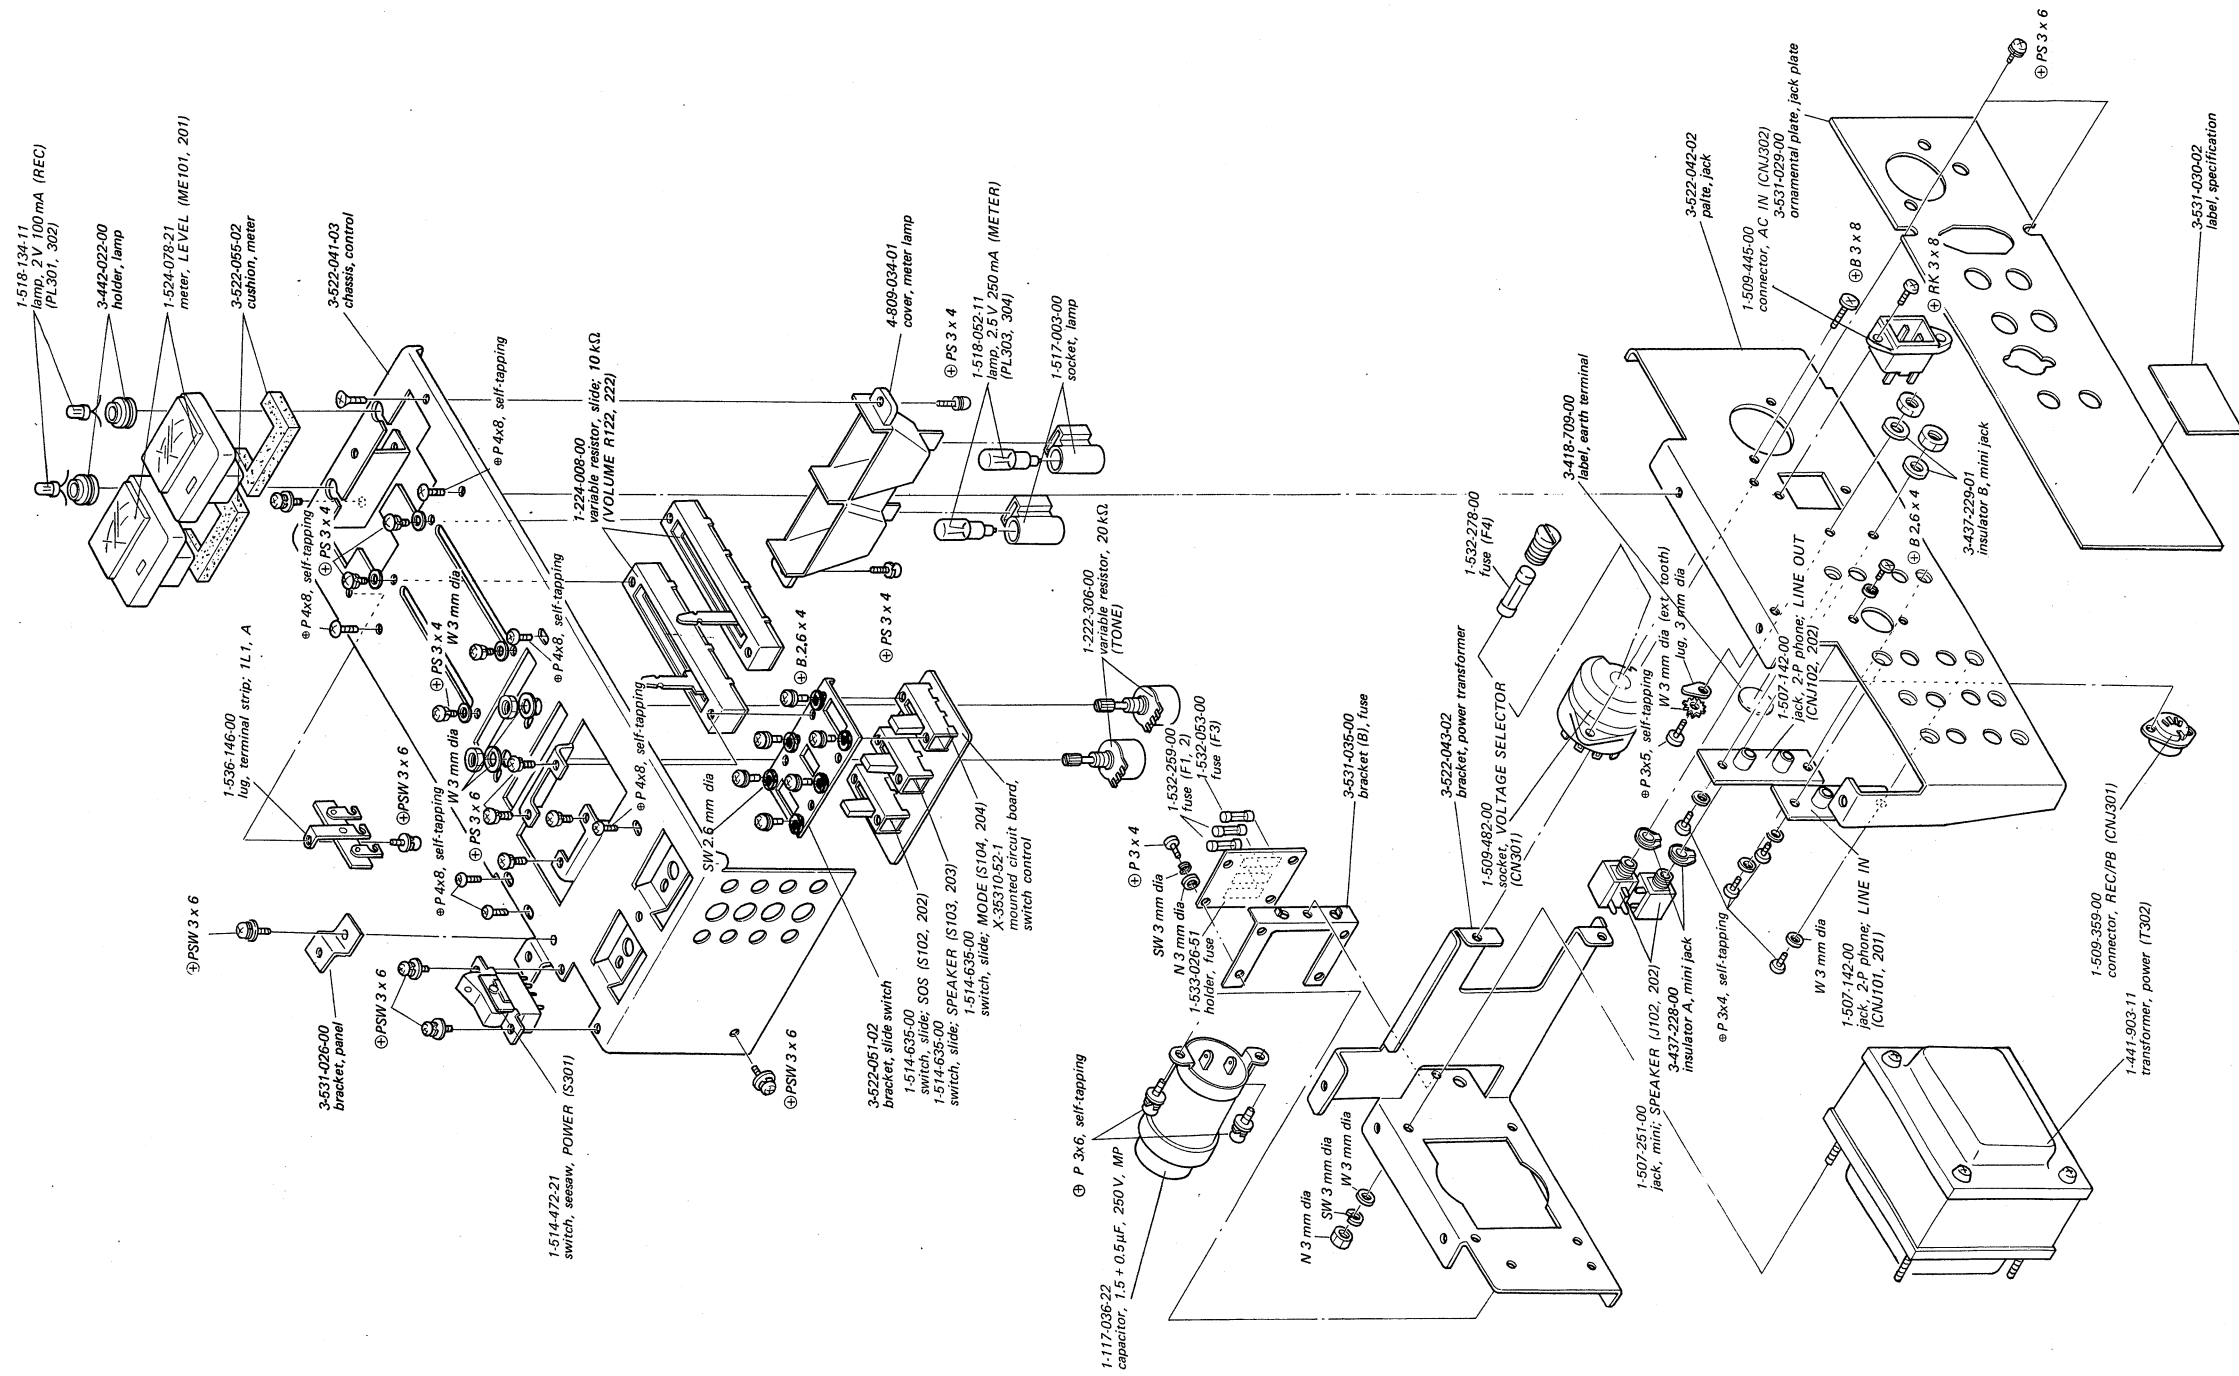 1-518-134-11
lamp, 2V 100mA (REC)
(PL301, 302)
3-442-022-00
holder, lamp
1-524-078-21
meter, LEVEL (ME101, 201)
3-522-055-02
cushion, meter
3-522-041-03
chassis, control
⊕P 4x8, self-tapping
1-224-008-00
variable resistor, slide; 10 kΩ
(VOLUME R122, 222)
4-809-034-01
cover, meter lamp
⊕PS 3 x 4
1-518-052-11
lamp, 2.5V 250mA (METER)
(PL303, 304)
1-517-003-00
socket, lamp
1-536-146-00
lug, terminal strip; 1L1, A
⊕P 4x8, self-tapping
⊕PS 3 x 4
⊕PS 3 x 4
W 3 mm dia
⊕P 4x8, self-tapping
⊕B 2,6 x 4
⊕PS 3 x 4
1-222-306-00
variable resistor, 20 kΩ
(TONE)
⊕PSW 3 x 6
⊕PSW 3 x 6
⊕P 4x8, self-tapping
W 3 mm dia
⊕PS 3 x 6
⊕P 4x8, self-tapping
SW 2,6 mm dia
3-531-026-00
bracket, panel
⊕PSW 3 x 6
1-514-472-21
switch, seesaw, POWER (S301)
⊕PSW 3 x 6
3-522-051-02
bracket, slide switch
1-514-635-00
switch, slide; SOS (S102, 202)
1-514-635-00
switch, slide; SPEAKER (S103, 203)
1-514-635-00
switch, slide; MODE (S104, 204)
X-35310-52-1
mounted circuit board,
switch control
⊕P 3x6, self-tapping
1-117-036-22
capacitor, 1.5 + 0.5μF, 250V, MP
⊕P 3 x 4
SW 3 mm dia
N 3 mm dia
1-533-026-51
holder, fuse
1-532-259-00
fuse (F1, 2)
1-532-053-00
fuse (F3)
3-531-035-00
bracket (B), fuse
N 3 mm dia
SW 3 mm dia
W 3 mm dia
3-522-043-02
bracket, power transformer
1-509-482-00
socket, VOLTAGE SELECTOR
(CN301)
1-532-278-00
fuse (F4)
3-418-709-00
label, earth terminal
⊕P 3x5, self-tapping
W 3 mm dia (ext, tooth)
lug, 3 mm dia
1-507-142-00
jack, 2-P phone; LINE OUT
(CNJ102, 202)
1-507-251-00
jack, mini; SPEAKER (J102, 202)
3-437-228-00
insulator A, mini jack
⊕P 3x4, self-tapping
W 3 mm dia
1-507-142-00
jack, 2-P phone; LINE IN
(CNJ101, 201)
3-522-042-02
palte, jack
1-509-445-00
connector, AC IN (CNJ302)
3-531-029-00
ornamental plate, jack plate
⊕B 3 x 8
⊕RK 3 x 8
⊕B 2,6 x 4
3-437-229-01
insulator B, mini jack
⊕PS 3 x 6
3-531-030-02
label, specification
1-509-359-00
connector, REC/PB (CNJ301)
1-441-903-11
transformer, power (T302)